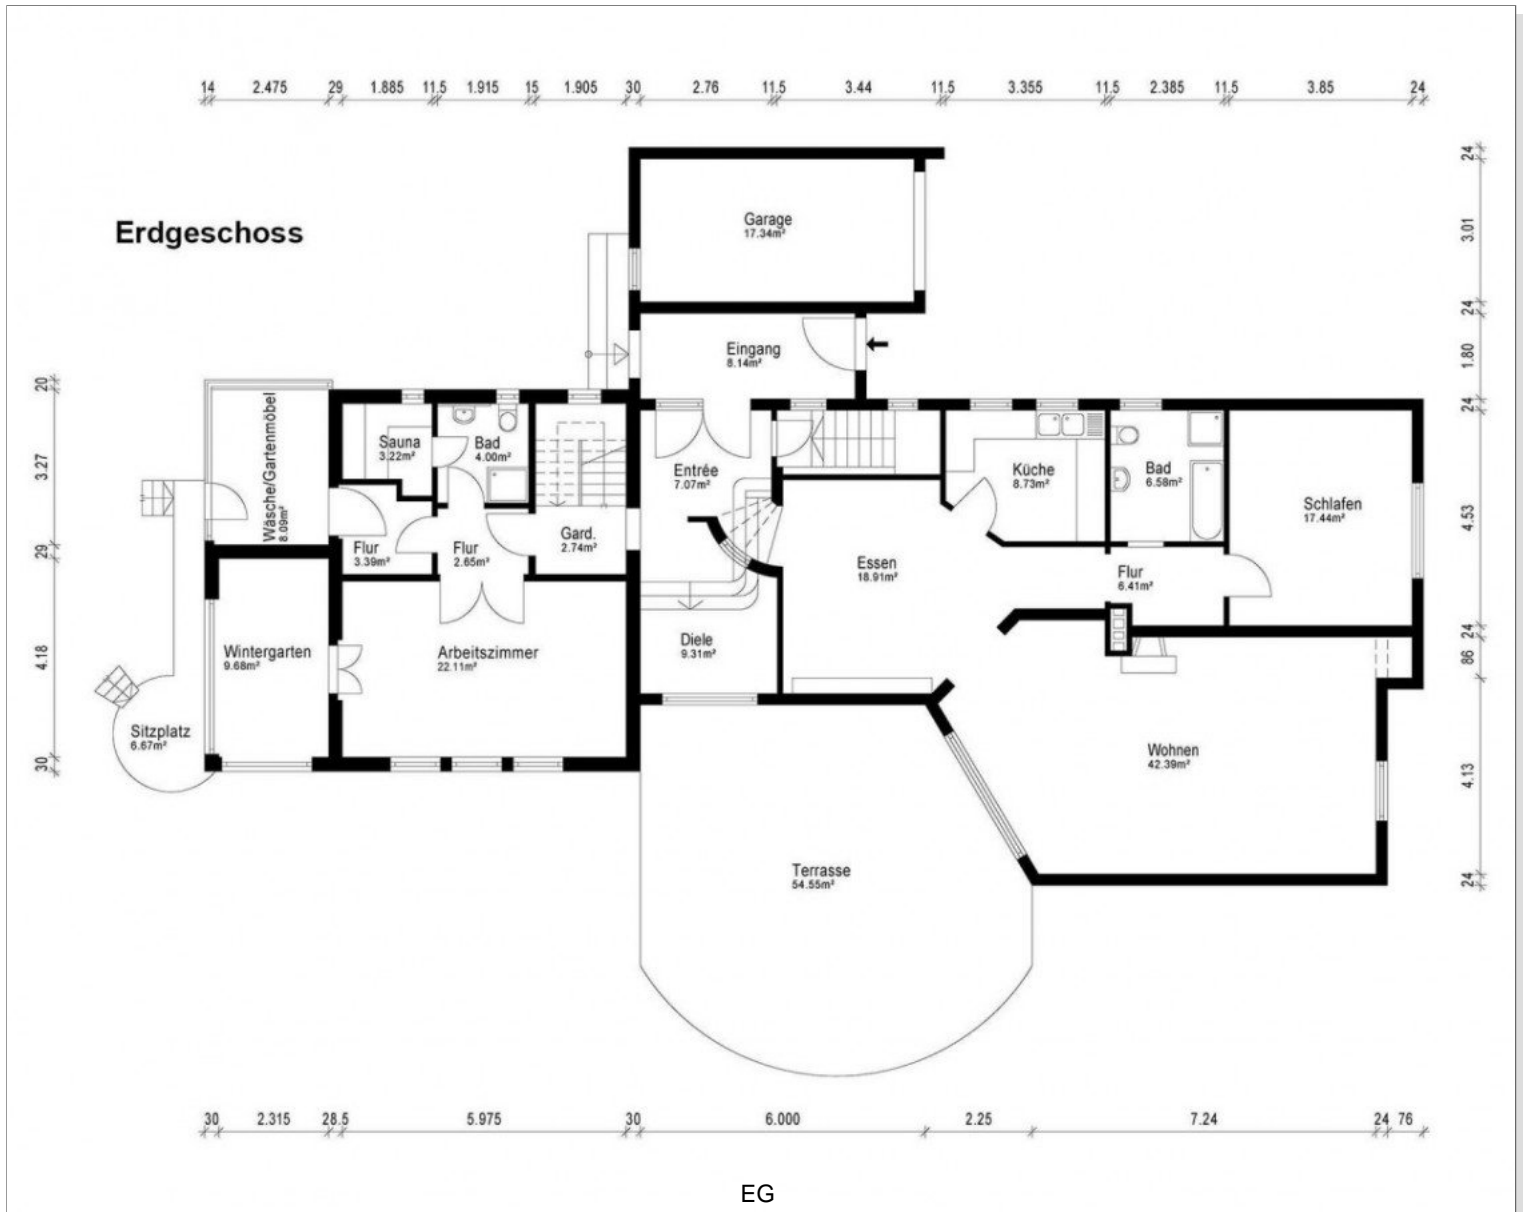 14 2.475 29 1.885 11.5 1.915 15 1.905 30 2.76 11.5 3.44 11.5 3.355 11.5 2.385 11.5 3.85 24
Erdgeschoss
Garage
17.34m²
Eingang
8.14m²
Wäsche/Gartenmöbel
8.09m²
Sauna
3.22m²
Bad
4.00m²
Entrée
7.07m²
Küche
8.73m²
Bad
6.58m²
Schlafen
17.44m²
Flur
3.39m²
Flur
2.65m²
Gard.
2.74m²
Essen
18.91m²
Flur
6.41m²
Wintergarten
9.68m²
Arbeitszimmer
22.11m²
Diele
9.31m²
Sitzplatz
6.67m²
Wohnen
42.39m²
Terrasse
54.55m²
20
3.27
29
4.18
30
24
3.01
24
1.80
24
4.53
24
86
4.13
24
30 2.315 28.5 5.975 30 6.000 2.25 7.24 24 76
EG